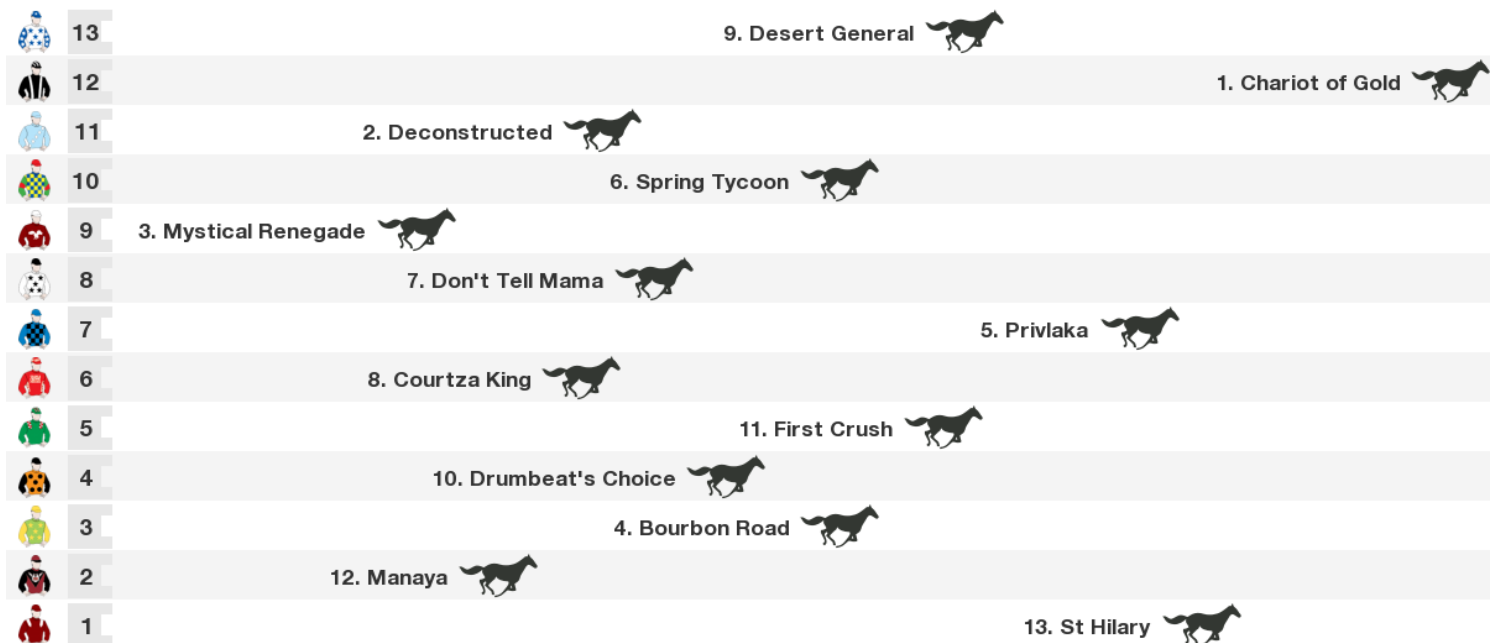 13 9. Desert General
12 1. Chariot of Gold
11 2. Deconstructed
10 6. Spring Tycoon
9 3. Mystical Renegade
8 7. Don't Tell Mama
7 5. Privlaka
6 8. Courtza King
5 11. First Crush
4 10. Drumbeat's Choice
3 4. Bourbon Road
2 12. Manaya
1 13. St Hilary